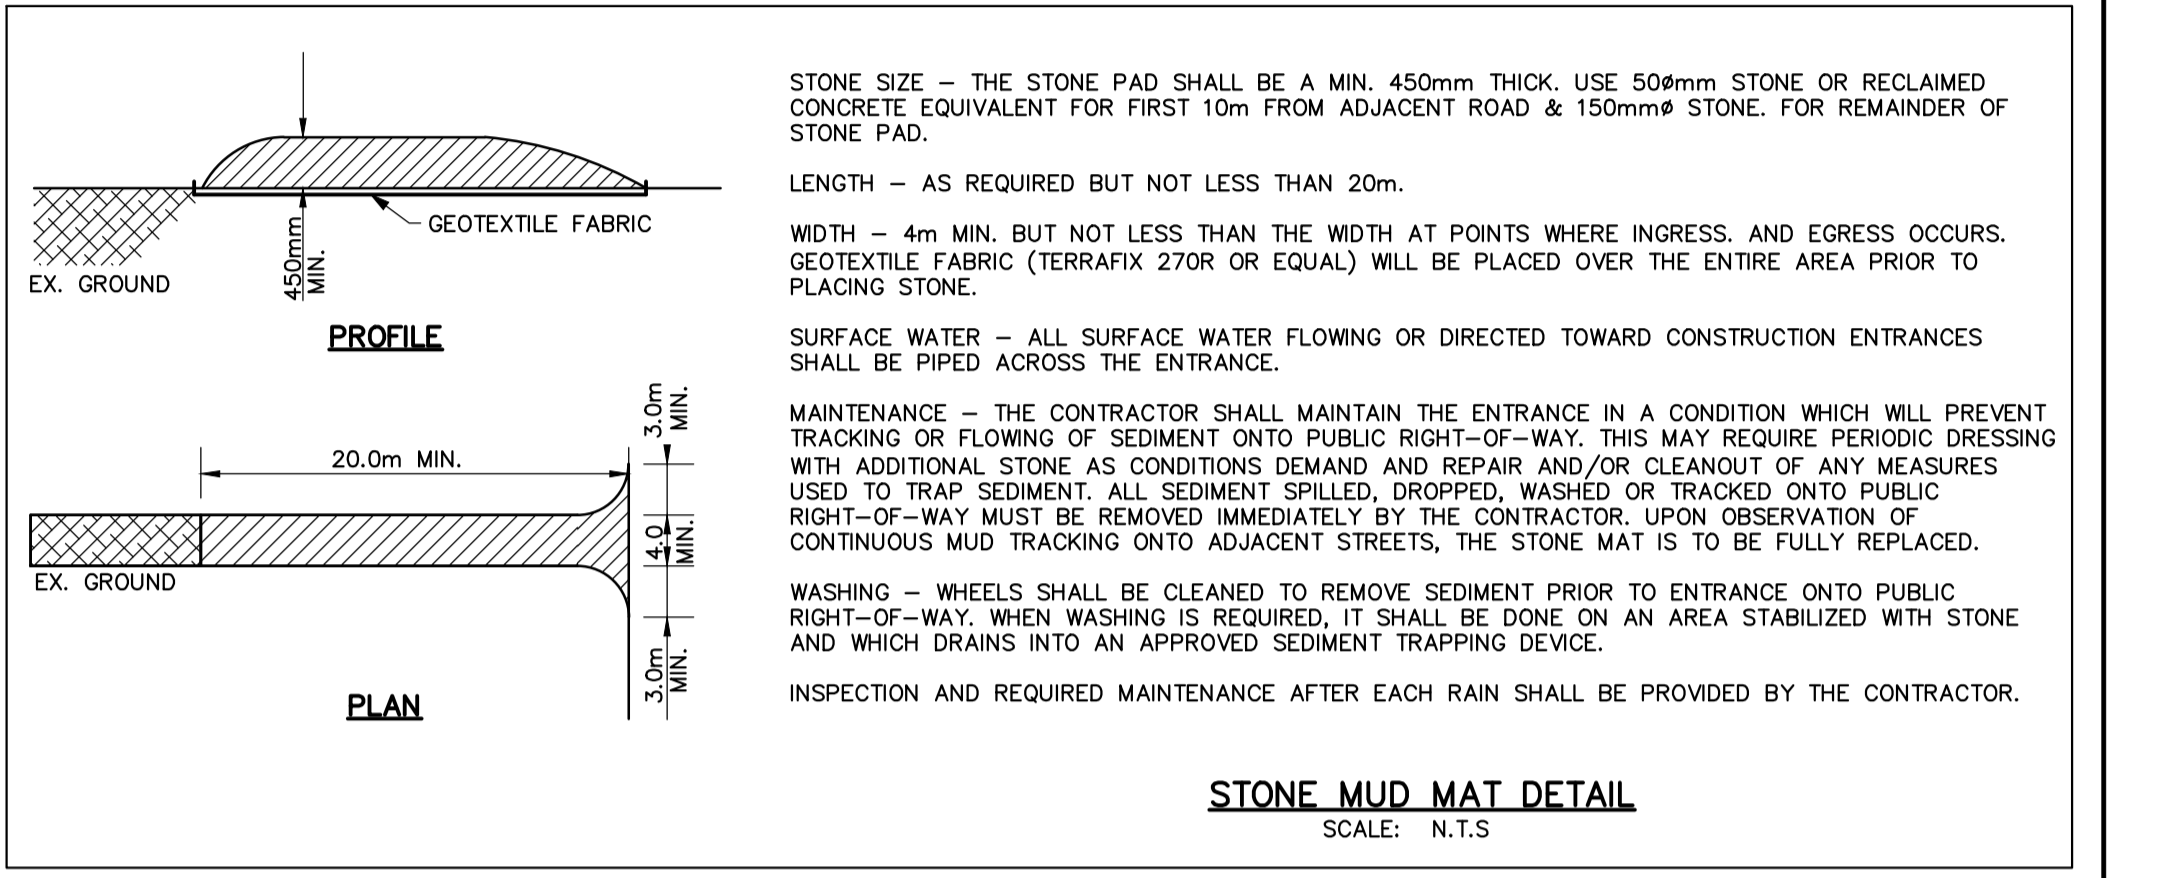 450mm
MIN.
GEOTEXTILE FABRIC
EX. GROUND
PROFILE
20.0m MIN.
3.0m
MIN.
4.0
MIN.
3.0m
MIN.
EX. GROUND
PLAN
STONE SIZE – THE STONE PAD SHALL BE A MIN. 450mm THICK. USE 50ømm STONE OR RECLAIMED
CONCRETE EQUIVALENT FOR FIRST 10m FROM ADJACENT ROAD & 150mmø STONE. FOR REMAINDER OF
STONE PAD.
LENGTH – AS REQUIRED BUT NOT LESS THAN 20m.
WIDTH – 4m MIN. BUT NOT LESS THAN THE WIDTH AT POINTS WHERE INGRESS. AND EGRESS OCCURS.
GEOTEXTILE FABRIC (TERRAFIX 270R OR EQUAL) WILL BE PLACED OVER THE ENTIRE AREA PRIOR TO
PLACING STONE.
SURFACE WATER – ALL SURFACE WATER FLOWING OR DIRECTED TOWARD CONSTRUCTION ENTRANCES
SHALL BE PIPED ACROSS THE ENTRANCE.
MAINTENANCE – THE CONTRACTOR SHALL MAINTAIN THE ENTRANCE IN A CONDITION WHICH WILL PREVENT
TRACKING OR FLOWING OF SEDIMENT ONTO PUBLIC RIGHT–OF–WAY. THIS MAY REQUIRE PERIODIC DRESSING
WITH ADDITIONAL STONE AS CONDITIONS DEMAND AND REPAIR AND/OR CLEANOUT OF ANY MEASURES
USED TO TRAP SEDIMENT. ALL SEDIMENT SPILLED, DROPPED, WASHED OR TRACKED ONTO PUBLIC
RIGHT–OF–WAY MUST BE REMOVED IMMEDIATELY BY THE CONTRACTOR. UPON OBSERVATION OF
CONTINUOUS MUD TRACKING ONTO ADJACENT STREETS, THE STONE MAT IS TO BE FULLY REPLACED.
WASHING – WHEELS SHALL BE CLEANED TO REMOVE SEDIMENT PRIOR TO ENTRANCE ONTO PUBLIC
RIGHT–OF–WAY. WHEN WASHING IS REQUIRED, IT SHALL BE DONE ON AN AREA STABILIZED WITH STONE
AND WHICH DRAINS INTO AN APPROVED SEDIMENT TRAPPING DEVICE.
INSPECTION AND REQUIRED MAINTENANCE AFTER EACH RAIN SHALL BE PROVIDED BY THE CONTRACTOR.
STONE MUD MAT DETAIL
SCALE: N.T.S